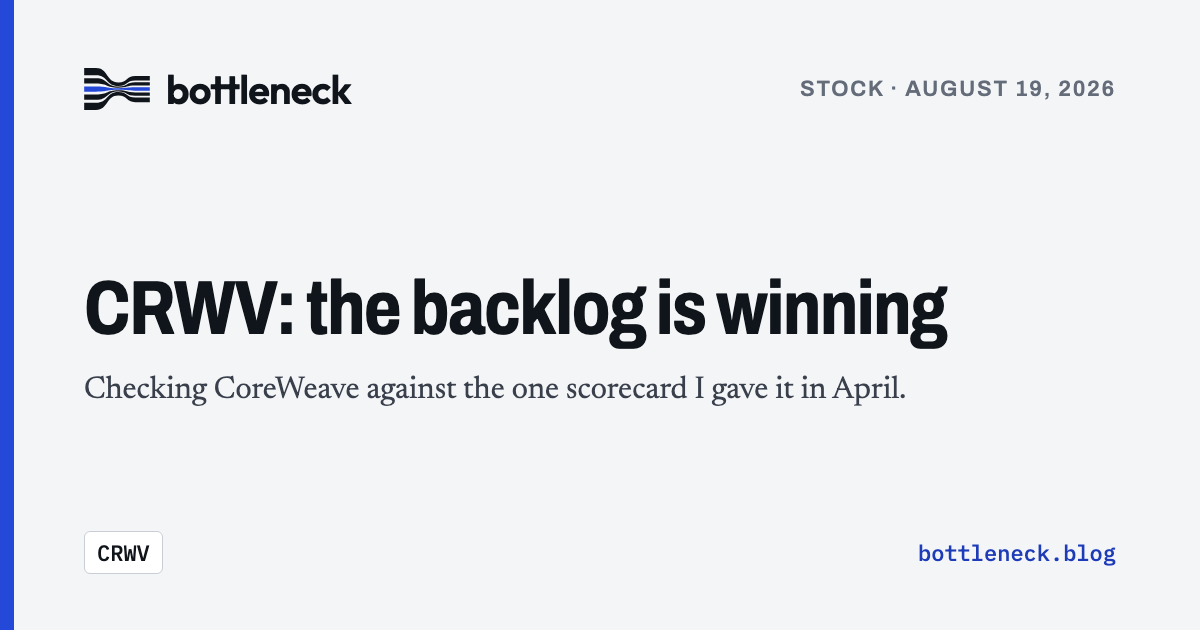 bottleneck
STOCK · AUGUST 19, 2026
CRWV: the backlog is winning
Checking CoreWeave against the one scorecard I gave it in April.
CRWV
bottleneck.blog